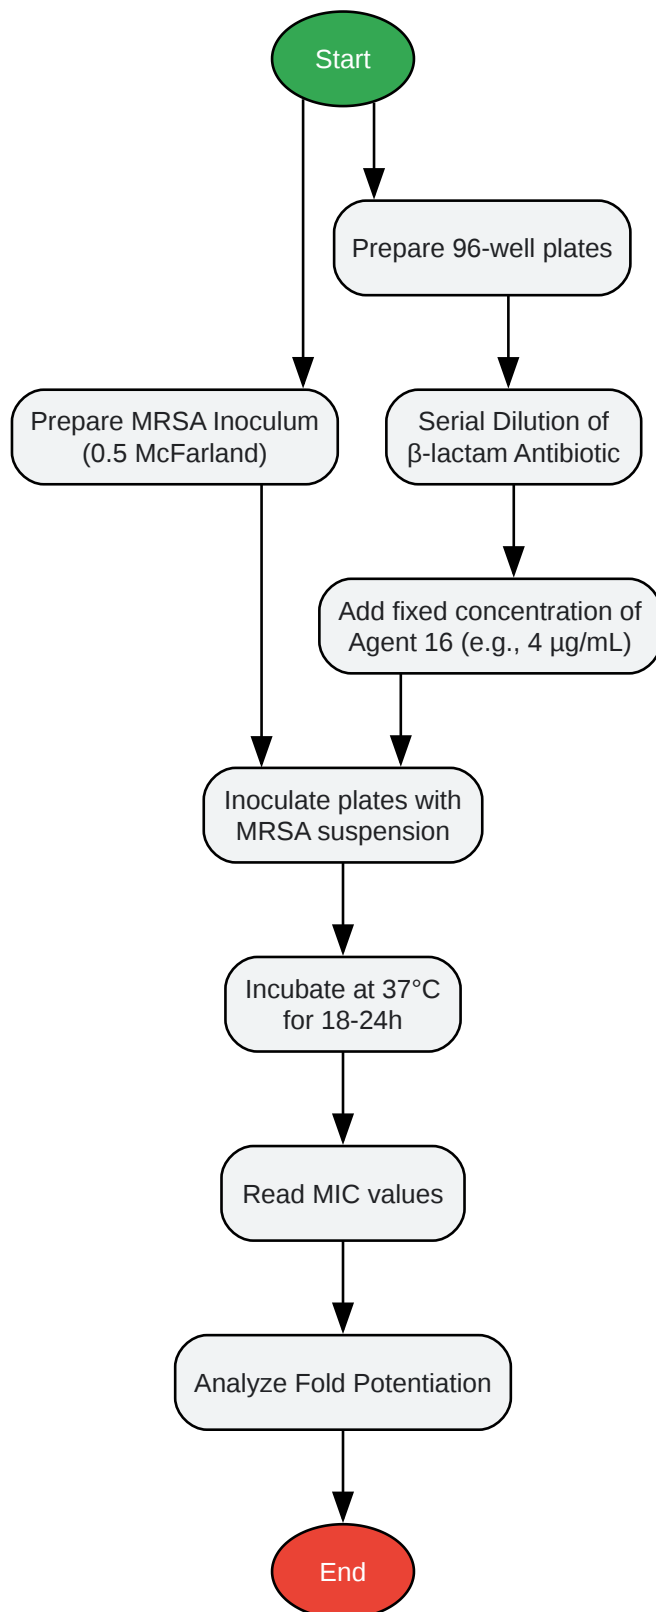 Start
Prepare 96-well plates
Prepare MRSA Inoculum
(0.5 McFarland)
Serial Dilution of
β-lactam Antibiotic
Add fixed concentration of
Agent 16 (e.g., 4 µg/mL)
Inoculate plates with
MRSA suspension
Incubate at 37°C
for 18-24h
Read MIC values
Analyze Fold Potentiation
End